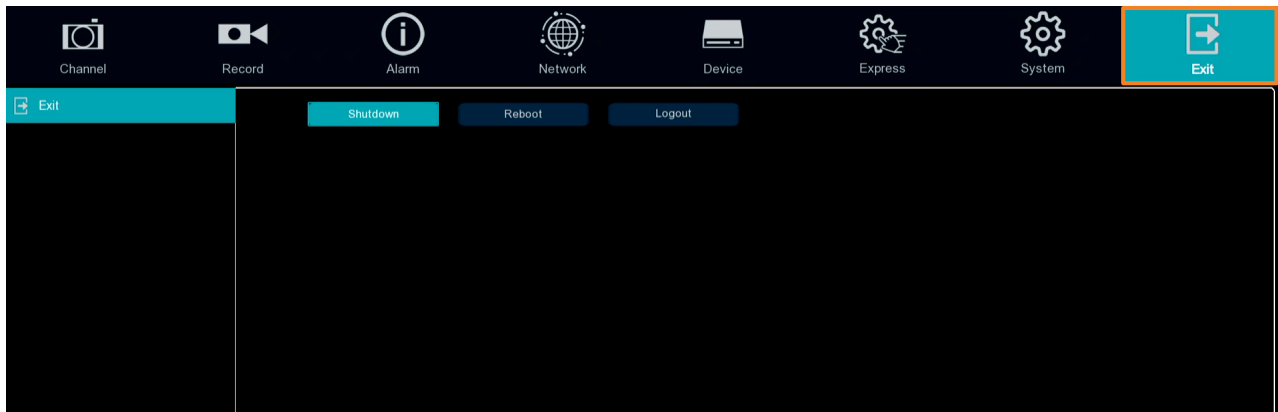 Channel
Record
Alarm
Network
Device
Express
System
Exit
Exit
Shutdown
Reboot
Logout